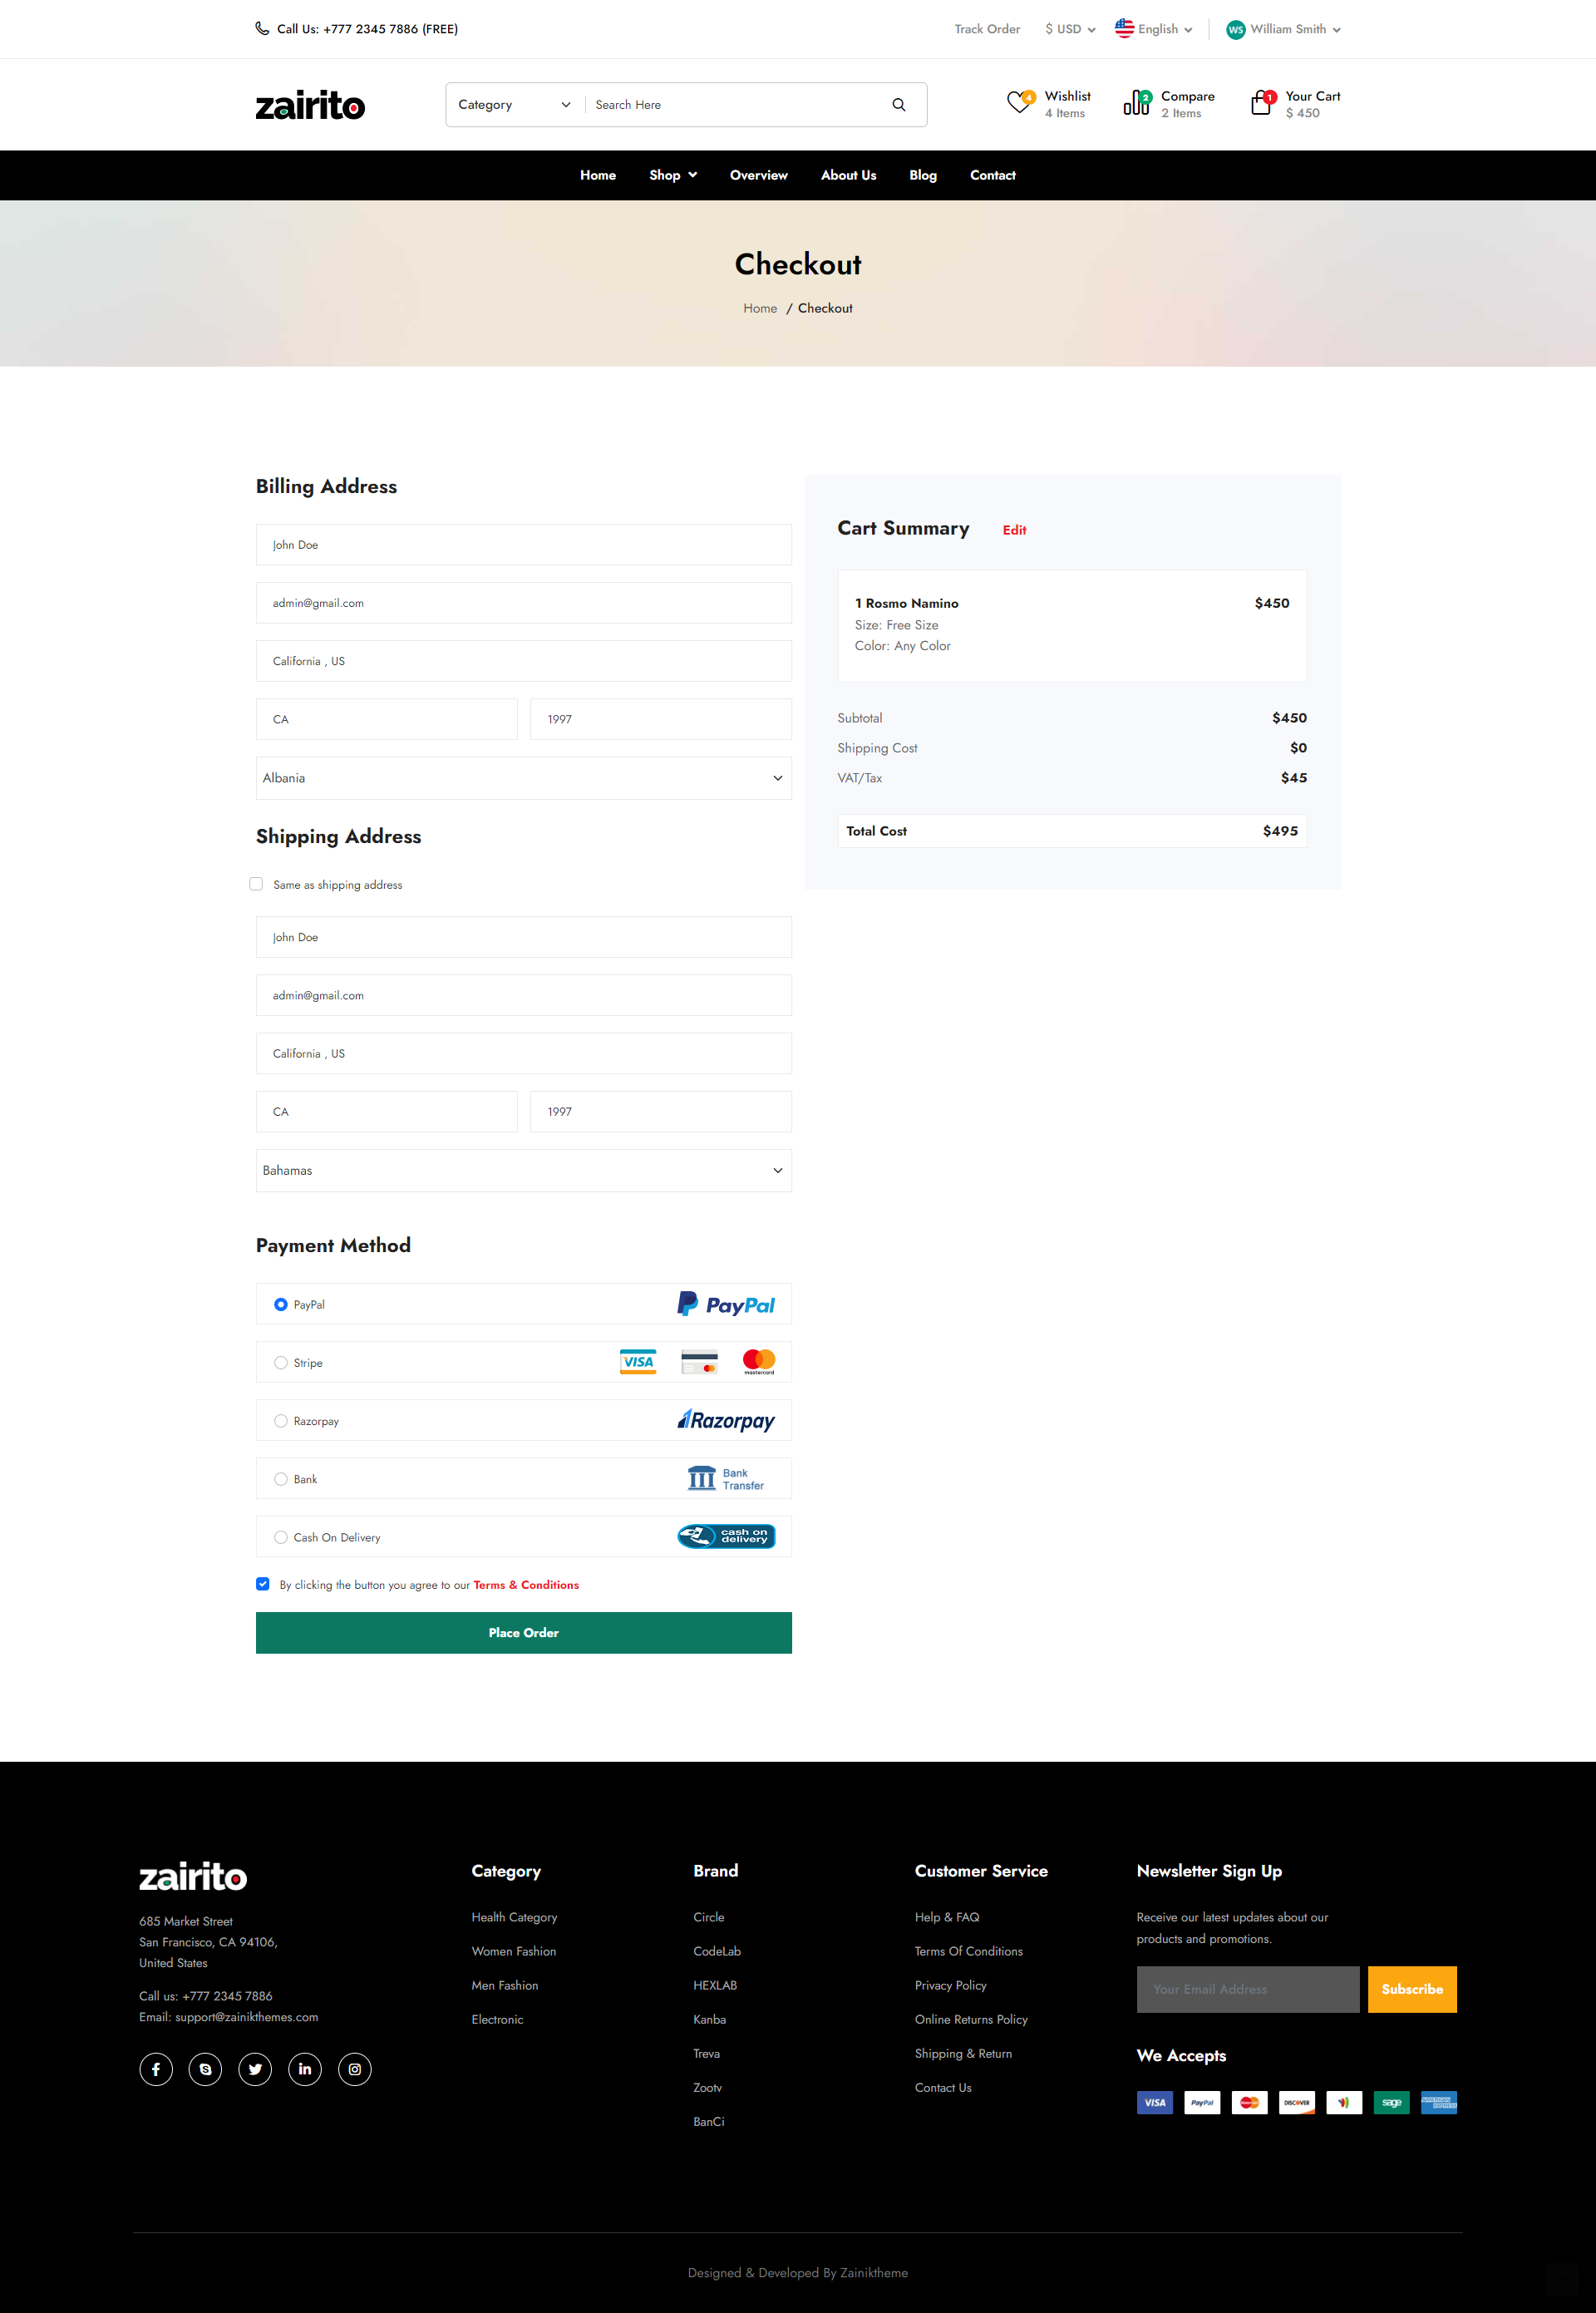 Call Us: +777 2345 7886 (FREE)
Track Order
$ USD
English
WS
William Smith
zairito
Category
Search Here
4
Wishlist
4 Items
2
Compare
2 Items
1
Your Cart
$ 450
Home
Shop
Overview
About Us
Blog
Contact
Checkout
Home / Checkout
Billing Address
John Doe
admin@gmail.com
California , US
CA
1997
Albania
Shipping Address
Same as shipping address
John Doe
admin@gmail.com
California , US
CA
1997
Bahamas
Payment Method
PayPal
PayPal
Stripe
VISA
mastercard
Razorpay
Razorpay
Bank
Bank
Transfer
Cash On Delivery
cash on
delivery
By clicking the button you agree to our Terms & Conditions
Place Order
Cart Summary
Edit
1 Rosmo Namino
$450
Size: Free Size
Color: Any Color
Subtotal
$450
Shipping Cost
$0
VAT/Tax
$45
Total Cost
$495
zairito
685 Market Street
San Francisco, CA 94106,
United States
Call us: +777 2345 7886
Email: support@zainikthemes.com
Category
Health Category
Women Fashion
Men Fashion
Electronic
Brand
Circle
CodeLab
HEXLAB
Kanba
Treva
Zootv
BanCi
Customer Service
Help & FAQ
Terms Of Conditions
Privacy Policy
Online Returns Policy
Shipping & Return
Contact Us
Newsletter Sign Up
Receive our latest updates about our
products and promotions.
Your Email Address
Subscribe
We Accepts
VISA
PayPal
DISCOVER
sage
AMERICAN
EXPRESS
Designed & Developed By Zainiktheme